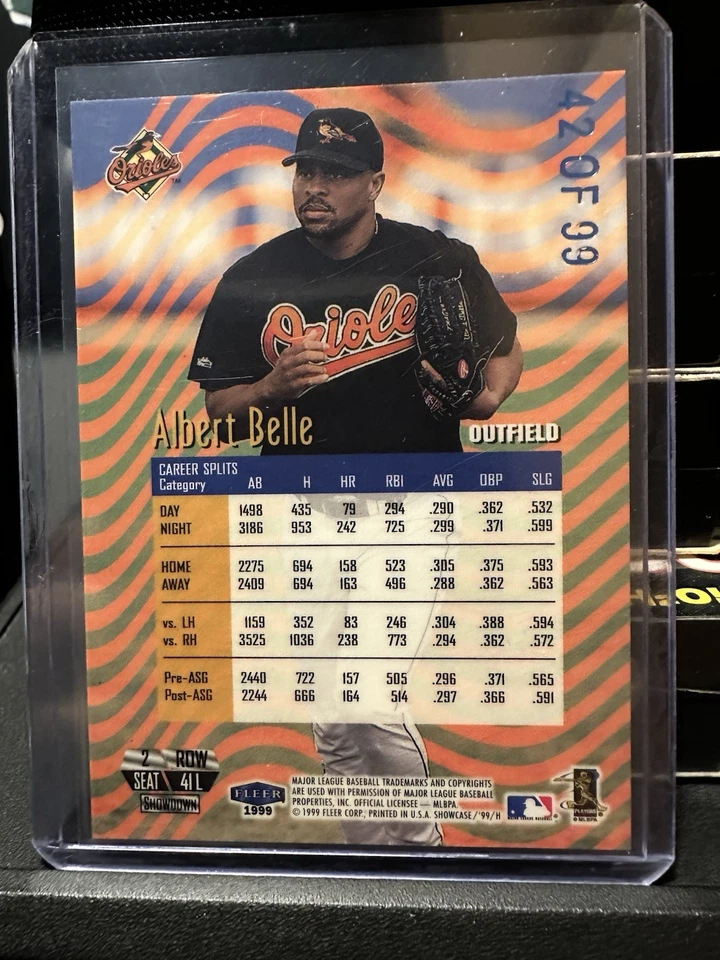 42 OF 99
Orioles
TM
Oriole
Albert Belle
OUTFIELD
CAREER SPLITS
Category AB H HR RBI AVG OBP SLG
DAY 1498 435 79 294 .290 .362 .532
NIGHT 3186 953 242 725 .299 .371 .599
HOME 2275 694 158 523 .305 .375 .593
AWAY 2409 694 163 496 .288 .362 .563
vs. LH 1159 352 83 246 .304 .388 .594
vs. RH 3525 1036 238 773 .294 .362 .572
Pre-ASG 2440 722 157 505 .296 .371 .565
Post-ASG 2244 666 164 514 .297 .366 .591
2 ROW
SEAT 41 L
SHOWDOWN
FLEER
1999
MAJOR LEAGUE BASEBALL TRADEMARKS AND COPYRIGHTS
ARE USED WITH PERMISSION OF MAJOR LEAGUE BASEBALL
PROPERTIES, INC. OFFICIAL LICENSEE — MLBPA.
© 1999 FLEER CORP., PRINTED IN U.S.A. SHOWCASE/'99/H
PLAYERS
© MLBPA